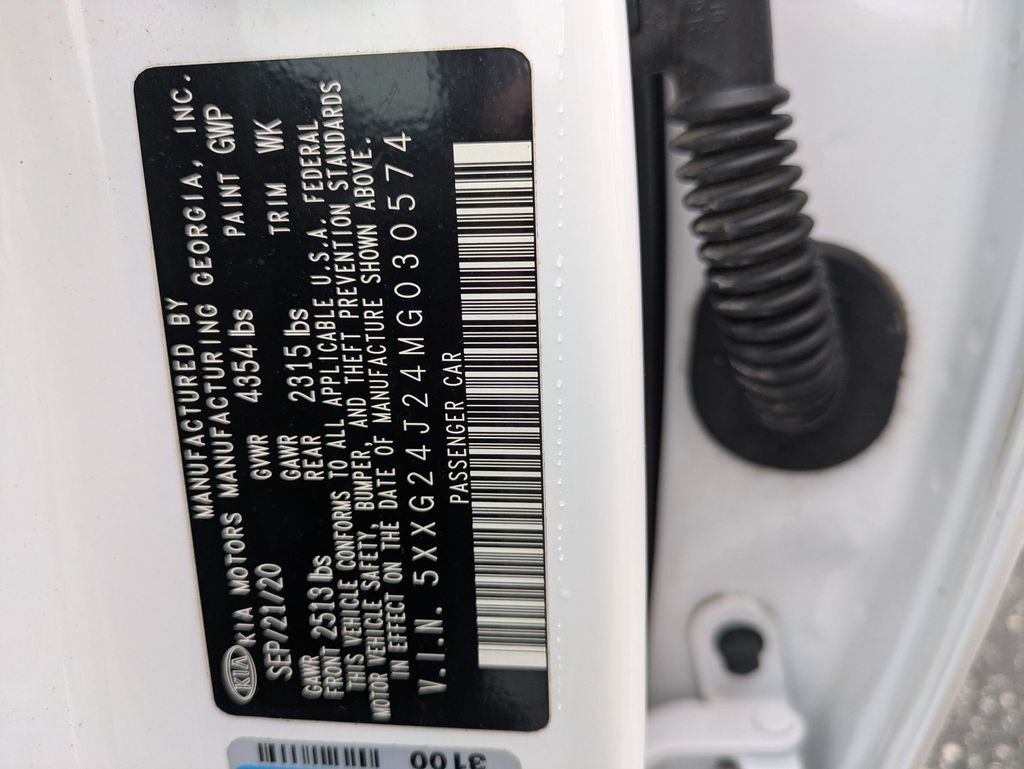 MANUFACTURED BY
KIA KIA MOTORS MANUFACTURING GEORGIA, INC.
SEP/21/20 GVWR 4354 lbs PAINT GWP
GAWR FRONT 2513 lbs GAWR REAR 2315 lbs TRIM WK
THIS VEHICLE CONFORMS TO ALL APPLICABLE U.S.A. FEDERAL
MOTOR VEHICLE SAFETY, BUMPER, AND THEFT PREVENTION STANDARDS
IN EFFECT ON THE DATE OF MANUFACTURE SHOWN ABOVE.
V.I.N. 5XXG24J24MG030574
PASSENGER CAR
3100